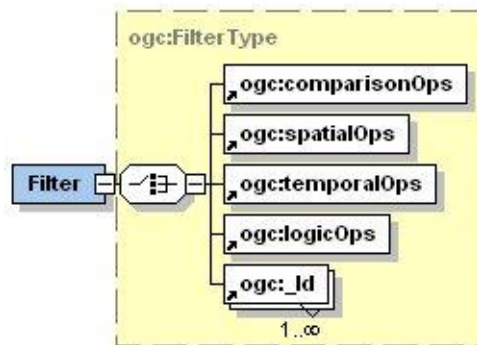 ogc:FilterType
ogc:comparisonOps
ogc:spatialOps
Filter
ogc:temporalOps
ogc:logicOps
ogc:_Id
1..∞